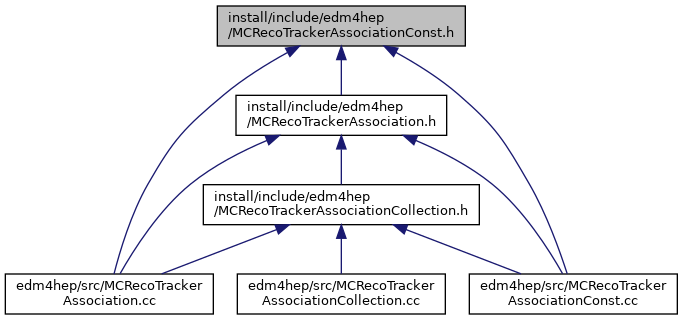 install/include/edm4hep
/MCRecoTrackerAssociationConst.h
install/include/edm4hep
/MCRecoTrackerAssociation.h
install/include/edm4hep
/MCRecoTrackerAssociationCollection.h
edm4hep/src/MCRecoTracker
Association.cc
edm4hep/src/MCRecoTracker
AssociationCollection.cc
edm4hep/src/MCRecoTracker
AssociationConst.cc